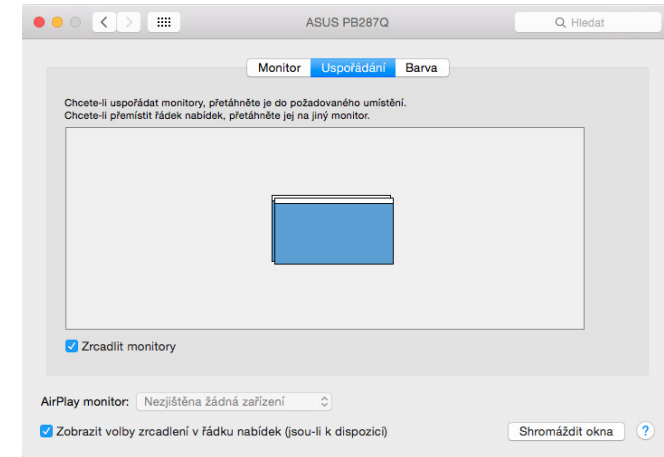 ASUS PB287Q
Hledat
Monitor Uspořádání Barva
Chcete-li uspořádat monitory, přetáhněte je do požadovaného umístění.
Chcete-li přemístit řádek nabídek, přetáhněte jej na jiný monitor.
Zrcadlit monitory
AirPlay monitor: Nezjištěna žádná zařízení
Zobrazit volby zrcadlení v řádku nabídek (jsou-li k dispozici)
Shromáždit okna ?